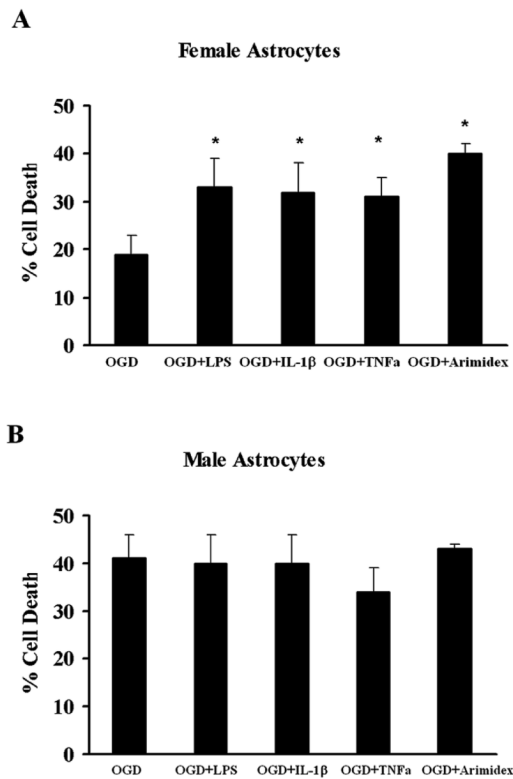 A
Female Astrocytes
50
40
30
20
10
0
% Cell Death
* * * *
OGD OGD+LPS OGD+IL-1β OGD+TNFa OGD+Arimidex
B
Male Astrocytes
50
40
30
20
10
0
% Cell Death
OGD OGD+LPS OGD+IL-1β OGD+TNFa OGD+Arimidex